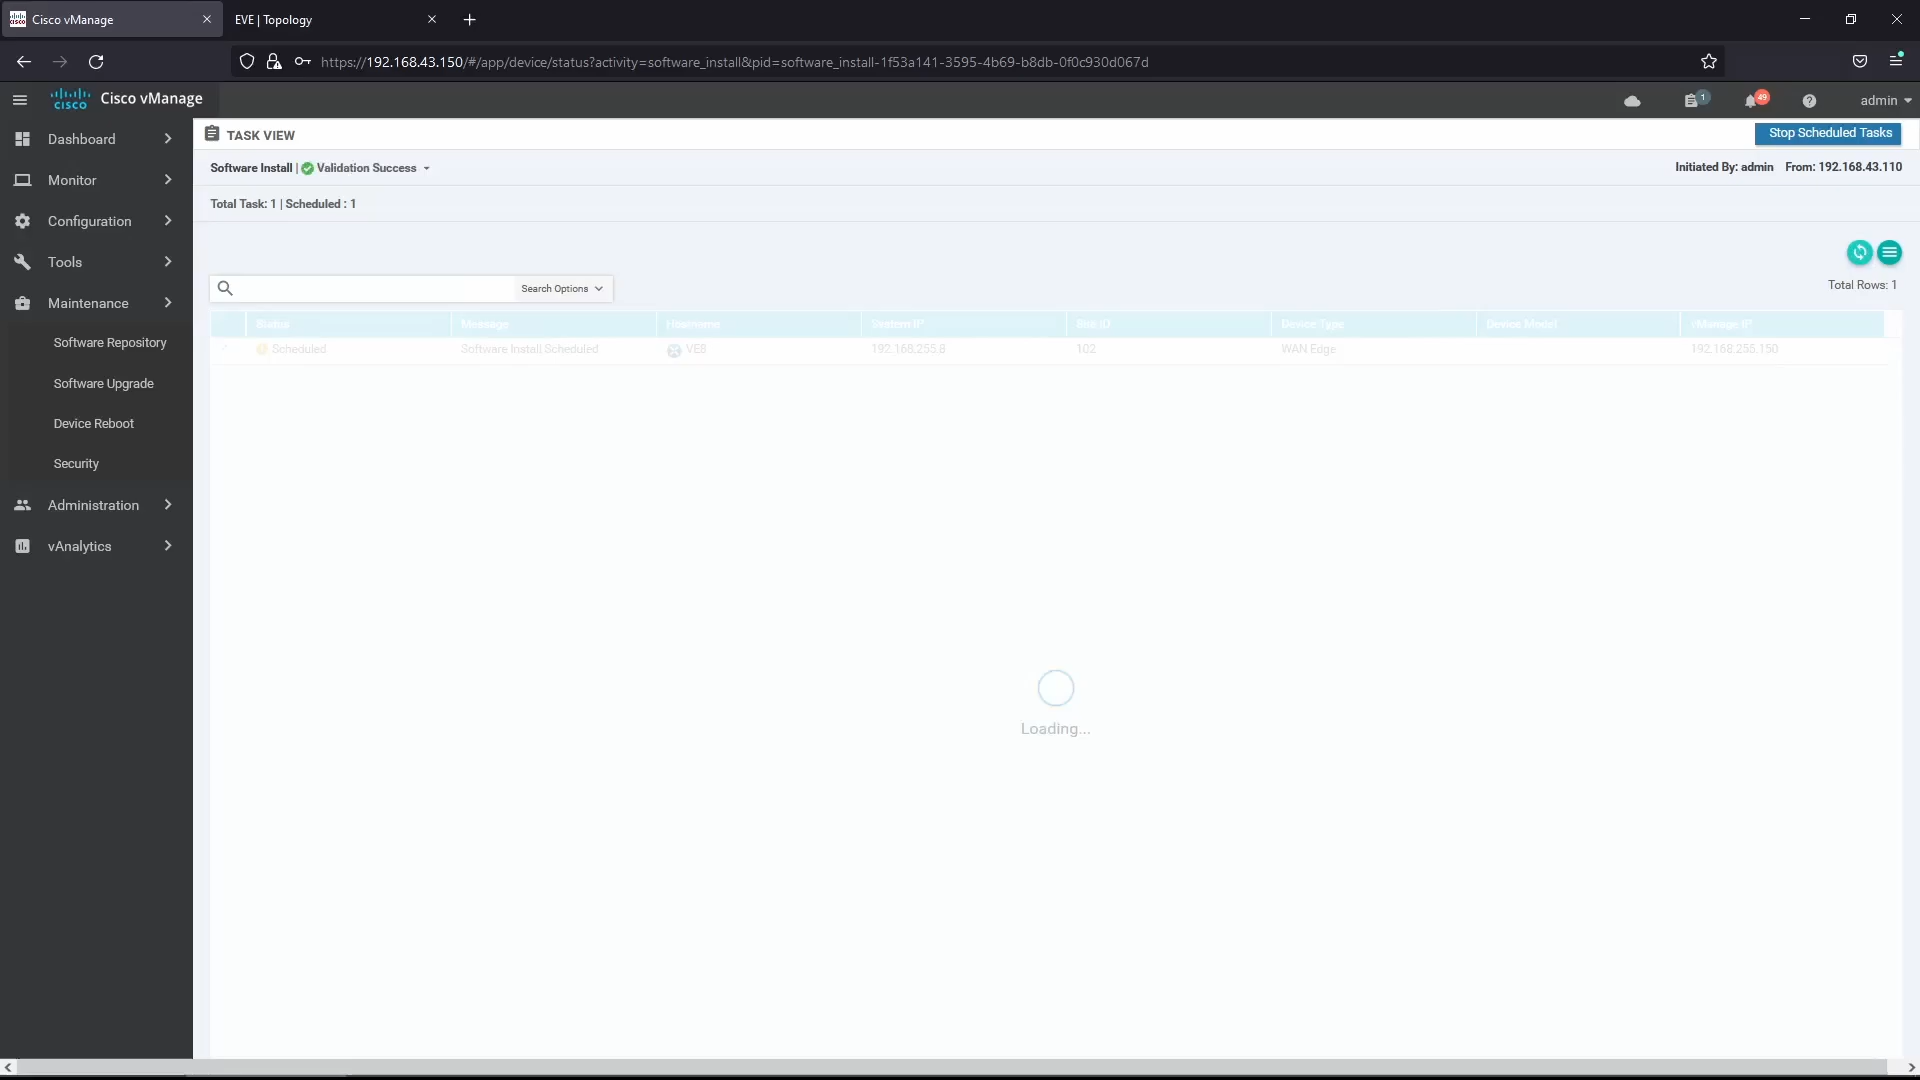 Cisco vManage
EVE | Topology
https://192.168.43.150/#/app/device/status?activity=software_install&pid=software_install-1f53a141-3595-4b69-b8db-0f0c930d067d
cisco Cisco vManage
1
49
admin
Dashboard
Monitor
Configuration
Tools
Maintenance
Software Repository
Software Upgrade
Device Reboot
Security
Administration
vAnalytics
TASK VIEW
Stop Scheduled Tasks
Software Install | Validation Success
Initiated By: admin From: 192.168.43.110
Total Task: 1 | Scheduled : 1
Search Options
Total Rows: 1
Status Message Hostname System IP Site ID Device Type Device Model vManage IP
Scheduled Software Install Scheduled VE8 192.168.255.8 102 WAN Edge 192.168.255.150
Loading...